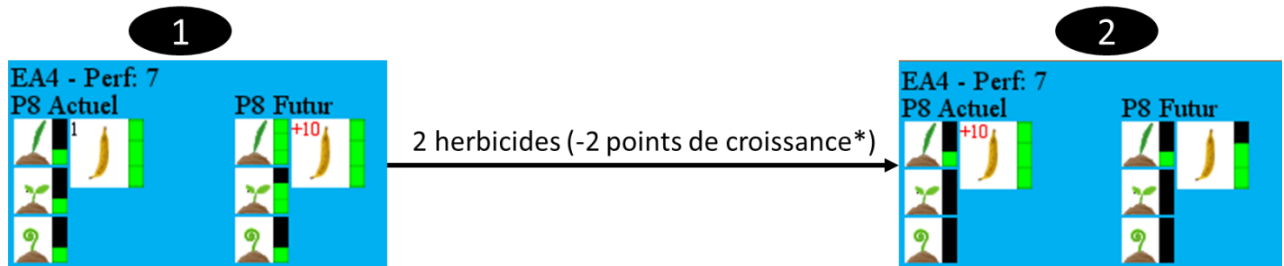 1
EA4 - Perf: 7
P8 Actuel
P8 Futur
1
+10
2 herbicides (-2 points de croissance*)
2
EA4 - Perf: 7
P8 Actuel
P8 Futur
+10